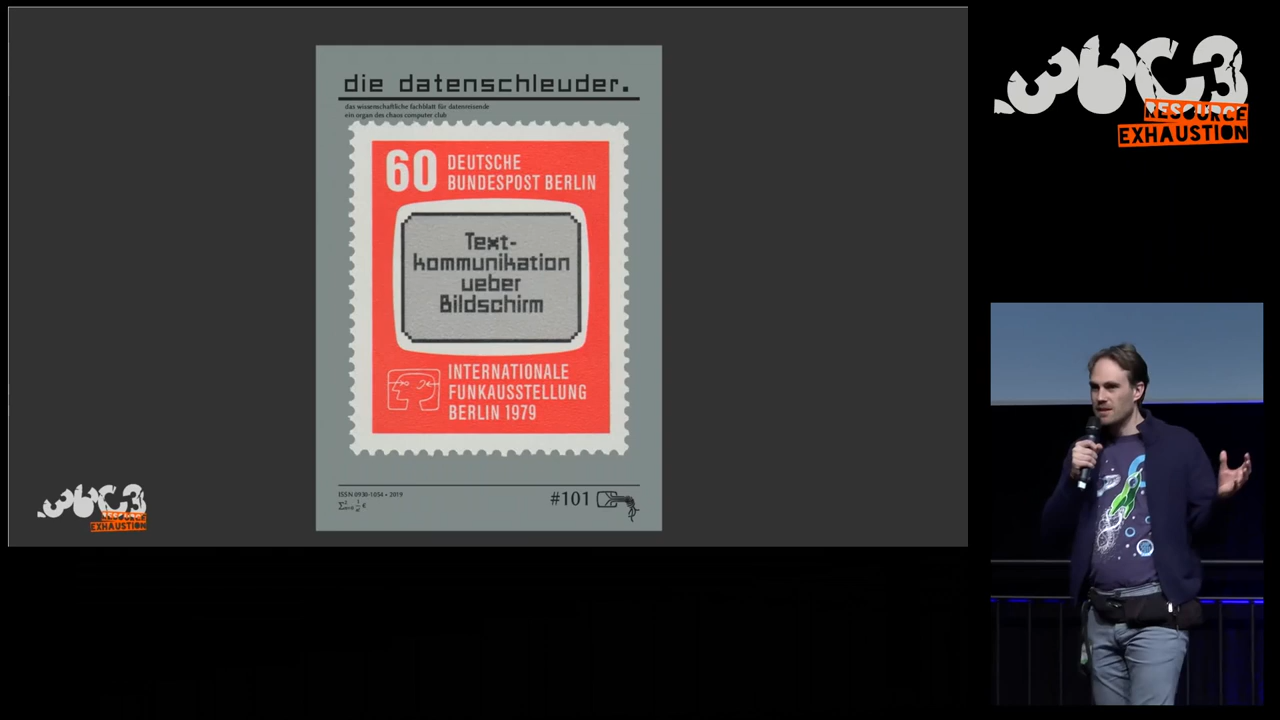 die datenschleuder.
das wissenschaftliche fachblatt für datenreisende
ein organ des chaos computer club
60 DEUTSCHE
BUNDESPOST BERLIN
Text-
kommunikation
ueber
Bildschirm
INTERNATIONALE
FUNKAUSSTELLUNG
BERLIN 1979
ISSN 0930-1054 • 2019
#101
36C3
RESOURCE
EXHAUSTION
36C3
RESOURCE
EXHAUSTION